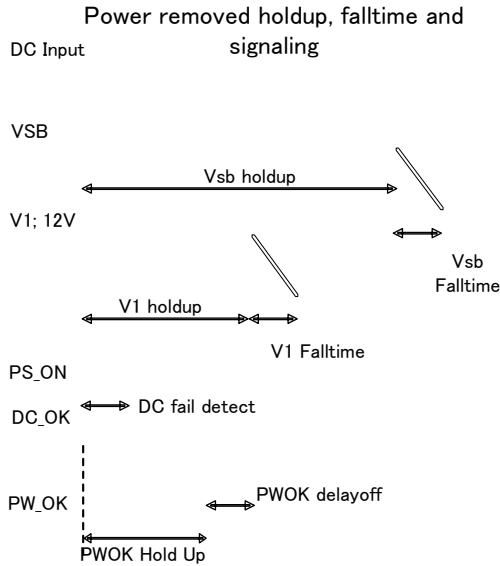 Power removed holdup, falltime and
signaling
DC Input
VSB
Vsb holdup
V1; 12V
Vsb
Falltime
V1 holdup
V1 Falltime
PS_ON
DC fail detect
DC_OK
PWOK delayoff
PW_OK
PWOK Hold Up